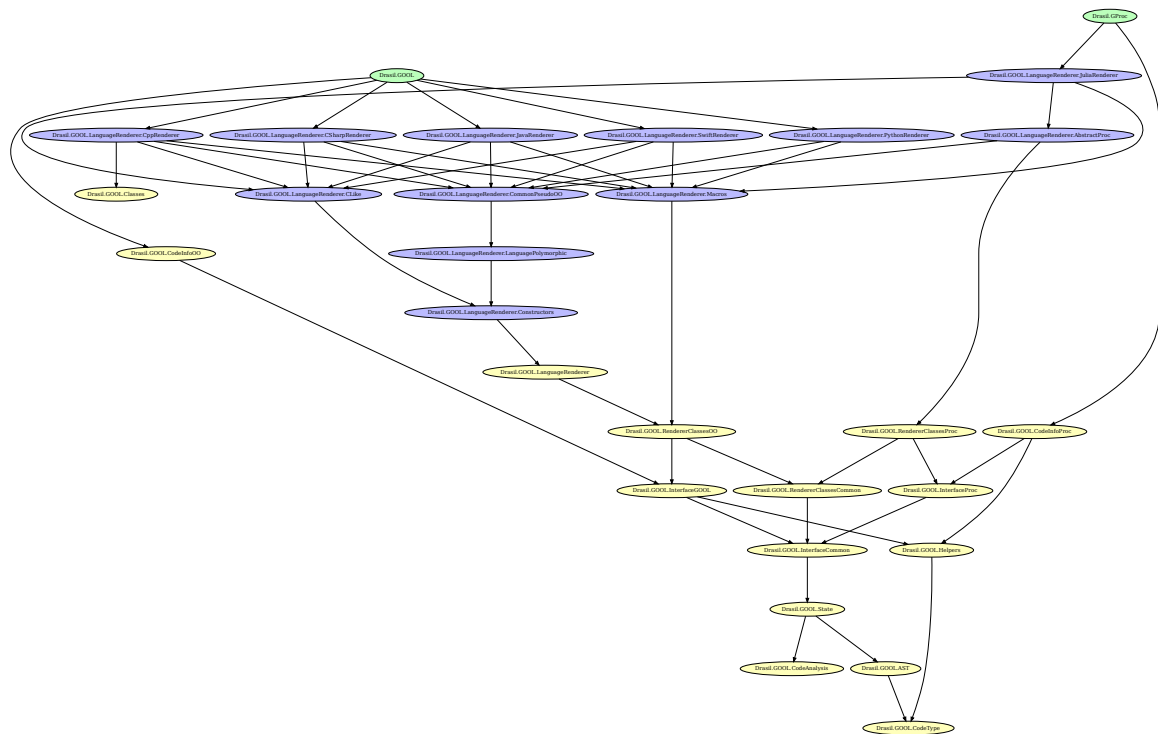 Drasil.GProc
Drasil.GOOL
Drasil.GOOL.LanguageRenderer.JuliaRenderer
Drasil.GOOL.LanguageRenderer.CppRenderer
Drasil.GOOL.LanguageRenderer.CSharpRenderer
Drasil.GOOL.LanguageRenderer.JavaRenderer
Drasil.GOOL.LanguageRenderer.SwiftRenderer
Drasil.GOOL.LanguageRenderer.PythonRenderer
Drasil.GOOL.LanguageRenderer.AbstractProc
Drasil.GOOL.Classes
Drasil.GOOL.LanguageRenderer.CLike
Drasil.GOOL.LanguageRenderer.CommonPseudoOO
Drasil.GOOL.LanguageRenderer.Macros
Drasil.GOOL.CodeInfoOO
Drasil.GOOL.LanguageRenderer.LanguagePolymorphic
Drasil.GOOL.LanguageRenderer.Constructors
Drasil.GOOL.LanguageRenderer
Drasil.GOOL.RendererClassesOO
Drasil.GOOL.RendererClassesProc
Drasil.GOOL.CodeInfoProc
Drasil.GOOL.InterfaceGOOL
Drasil.GOOL.RendererClassesCommon
Drasil.GOOL.InterfaceProc
Drasil.GOOL.InterfaceCommon
Drasil.GOOL.Helpers
Drasil.GOOL.State
Drasil.GOOL.CodeAnalysis
Drasil.GOOL.AST
Drasil.GOOL.CodeType